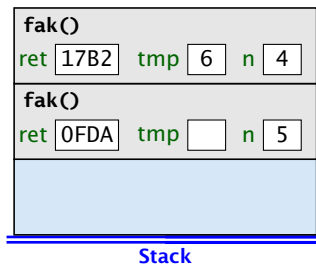 fak()
ret 17B2 tmp 6 n 4
fak()
ret 0FDA tmp n 5
Stack